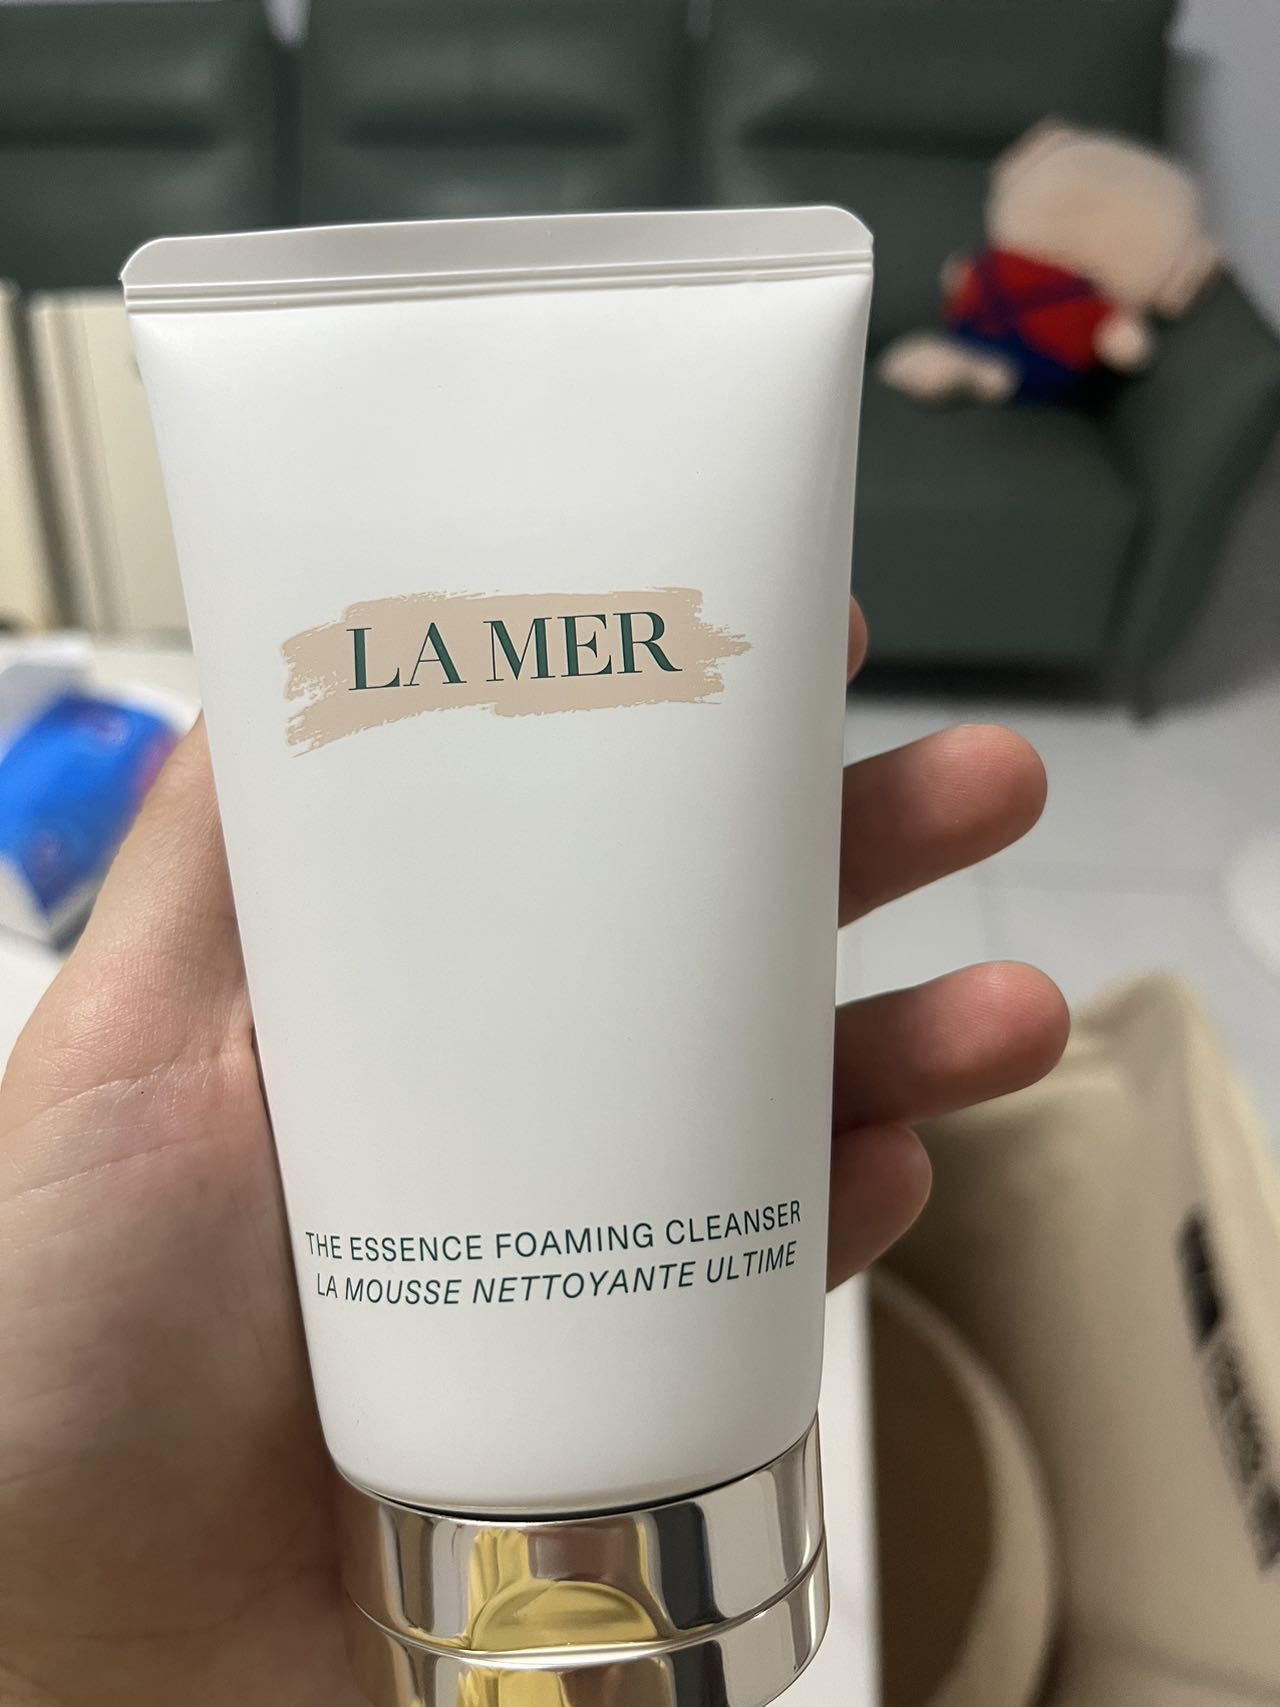 LA MER
THE ESSENCE FOAMING CLEANSER
LA MOUSSE NETTOYANTE ULTIME